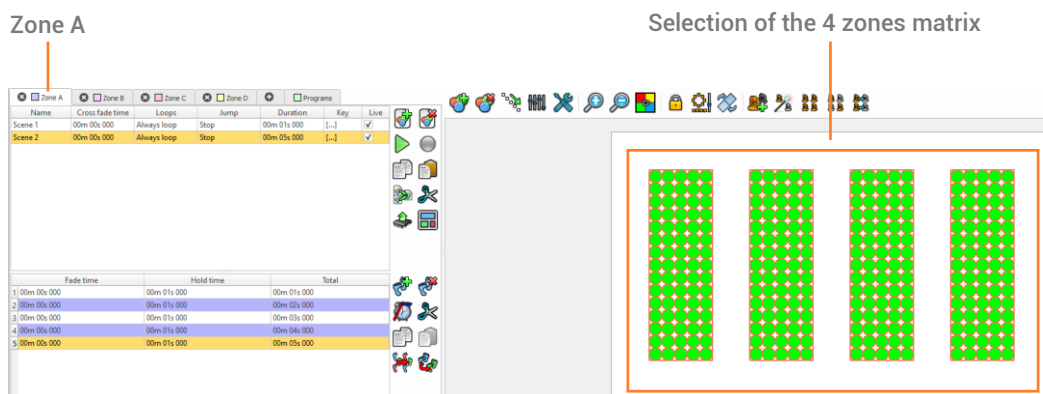 Zone A
Selection of the 4 zones matrix
Zone A Zone B Zone C Zone D Programs
Name Cross fade time Loops Jump Duration Key Live
Scene 1 00m 00s 000 Always loop Stop 00m 01s 000 [...]
Scene 2 00m 00s 000 Always loop Stop 00m 05s 000 [...]
Fade time Hold time Total
1 00m 00s 000 00m 01s 000 00m 01s 000
2 00m 00s 000 00m 01s 000 00m 02s 000
3 00m 00s 000 00m 01s 000 00m 03s 000
4 00m 00s 000 00m 01s 000 00m 04s 000
5 00m 00s 000 00m 01s 000 00m 05s 000